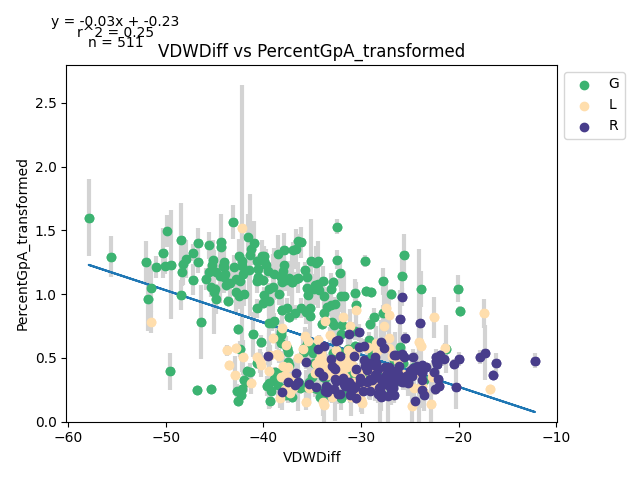 y = -0.03x + -0.23
r^2 = 0.25
n = 511
VDWDiff vs PercentGpA_transformed
PercentGpA_transformed
2.5
2.0
1.5
1.0
0.5
0.0
−60
−50
−40
−30
−20
−10
VDWDiff
G
L
R